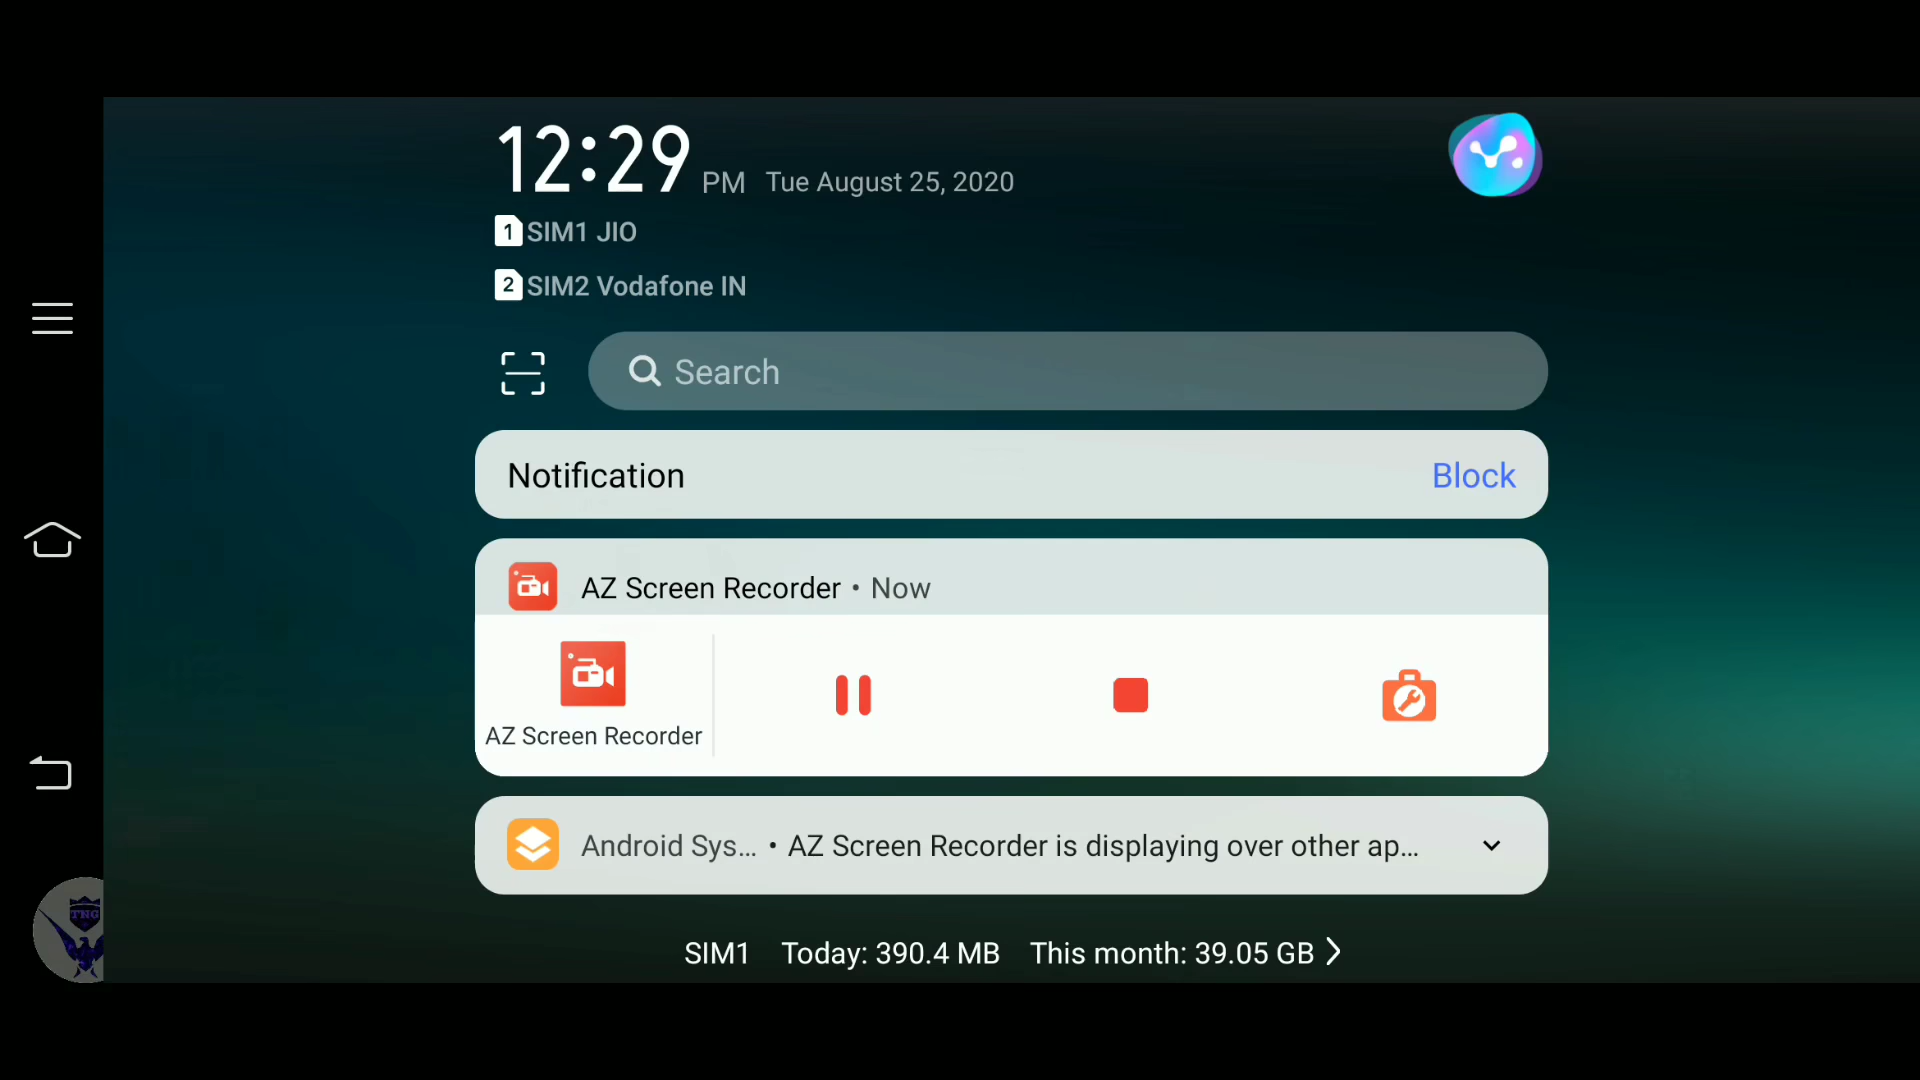 12:29 PM Tue August 25, 2020
1 SIM1 JIO
2 SIM2 Vodafone IN
Search
Notification Block
AZ Screen Recorder • Now
AZ Screen Recorder
Android Sys... • AZ Screen Recorder is displaying over other ap...
TNG
SIM1 Today: 390.4 MB This month: 39.05 GB